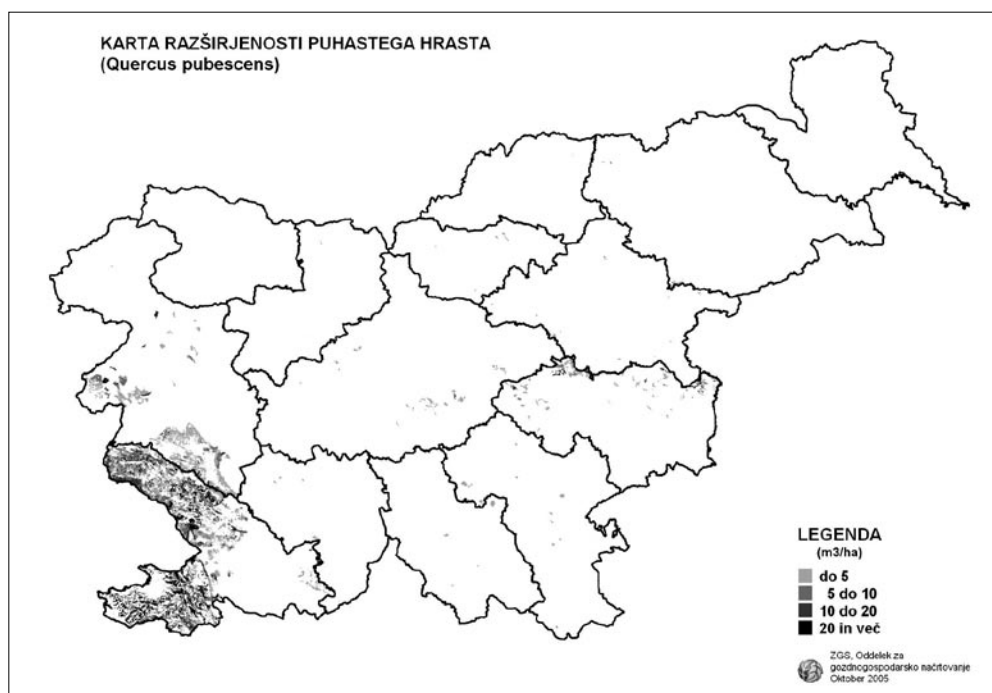 KARTA RAZŠIRJENOSTI PUHASTEGA HRASTA
(Quercus pubescens)
LEGENDA
(m3/ha)
do 5
5 do 10
10 do 20
20 in več
ZGS, Oddelek za
gozdnogospodarsko načrtovanje
Oktober 2005